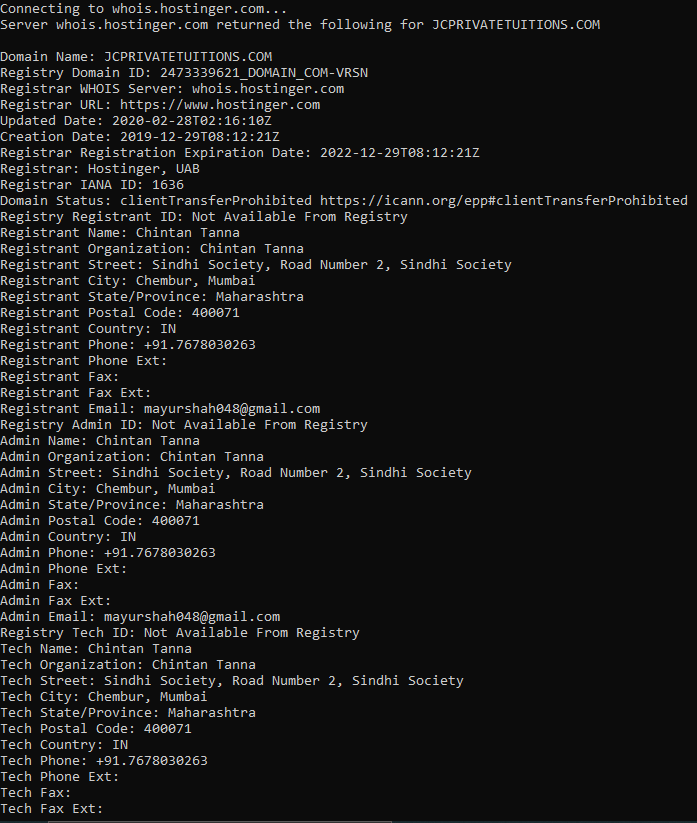 Connecting to whois.hostinger.com...
Server whois.hostinger.com returned the following for JCPRIVATETUITIONS.COM
Domain Name: JCPRIVATETUITIONS.COM
Registry Domain ID: 2473339621_DOMAIN_COM-VRSN
Registrar WHOIS Server: whois.hostinger.com
Registrar URL: https://www.hostinger.com
Updated Date: 2020-02-28T02:16:10Z
Creation Date: 2019-12-29T08:12:21Z
Registrar Registration Expiration Date: 2022-12-29T08:12:21Z
Registrar: Hostinger, UAB
Registrar IANA ID: 1636
Domain Status: clientTransferProhibited https://icann.org/epp#clientTransferProhibited
Registry Registrant ID: Not Available From Registry
Registrant Name: Chintan Tanna
Registrant Organization: Chintan Tanna
Registrant Street: Sindhi Society, Road Number 2, Sindhi Society
Registrant City: Chembur, Mumbai
Registrant State/Province: Maharashtra
Registrant Postal Code: 400071
Registrant Country: IN
Registrant Phone: +91.7678030263
Registrant Phone Ext:
Registrant Fax:
Registrant Fax Ext:
Registrant Email: mayurshah048@gmail.com
Registry Admin ID: Not Available From Registry
Admin Name: Chintan Tanna
Admin Organization: Chintan Tanna
Admin Street: Sindhi Society, Road Number 2, Sindhi Society
Admin City: Chembur, Mumbai
Admin State/Province: Maharashtra
Admin Postal Code: 400071
Admin Country: IN
Admin Phone: +91.7678030263
Admin Phone Ext:
Admin Fax:
Admin Fax Ext:
Admin Email: mayurshah048@gmail.com
Registry Tech ID: Not Available From Registry
Tech Name: Chintan Tanna
Tech Organization: Chintan Tanna
Tech Street: Sindhi Society, Road Number 2, Sindhi Society
Tech City: Chembur, Mumbai
Tech State/Province: Maharashtra
Tech Postal Code: 400071
Tech Country: IN
Tech Phone: +91.7678030263
Tech Phone Ext:
Tech Fax:
Tech Fax Ext: